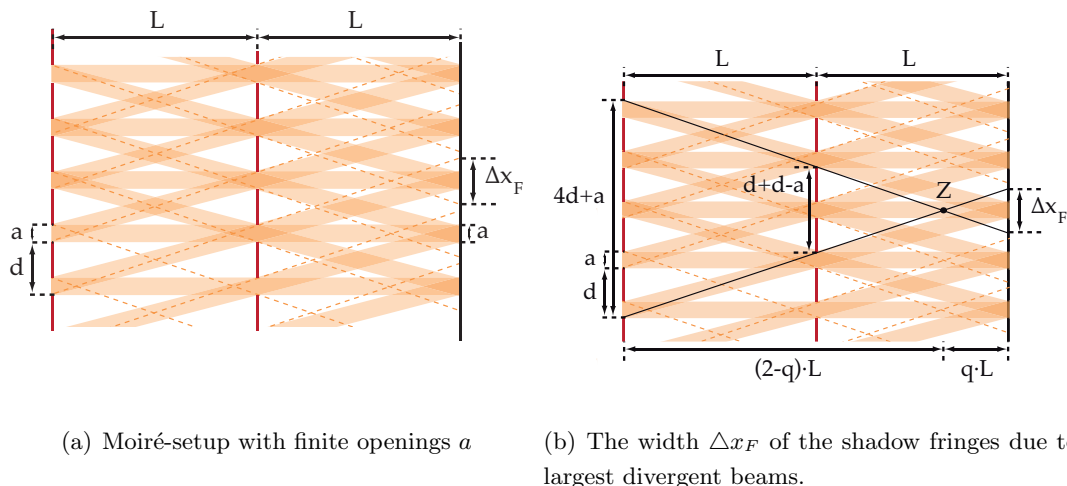 L L
Δx_F
a a
d
(a) Moiré-setup with finite openings a
L L
4d+a
d+d-a
Z
Δx_F
a
d
(2-q)·L q·L
(b) The width △x_F of the shadow fringes due to
largest divergent beams.